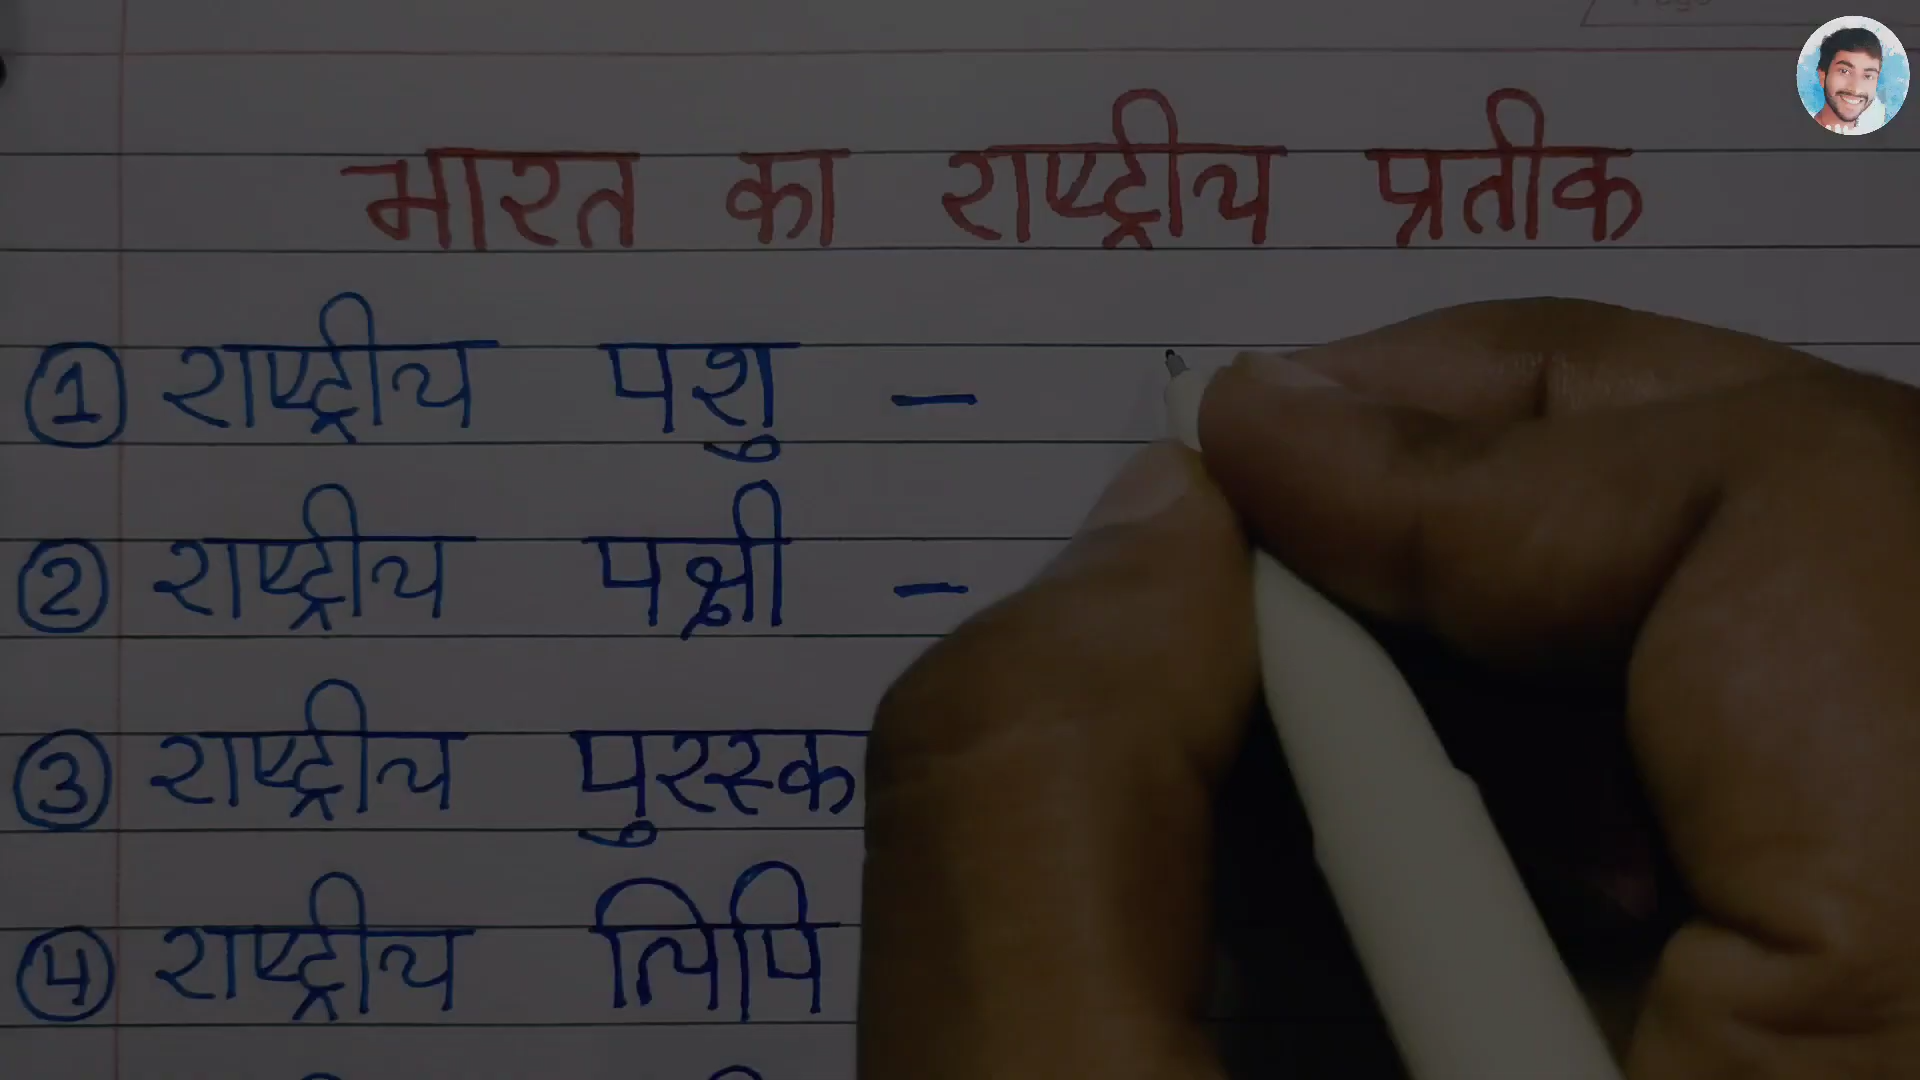 भारत का राष्ट्रीय प्रतीक
① राष्ट्रीय पशु –
② राष्ट्रीय पक्षी –
③ राष्ट्रीय पुरस्क
④ राष्ट्रीय लिपि